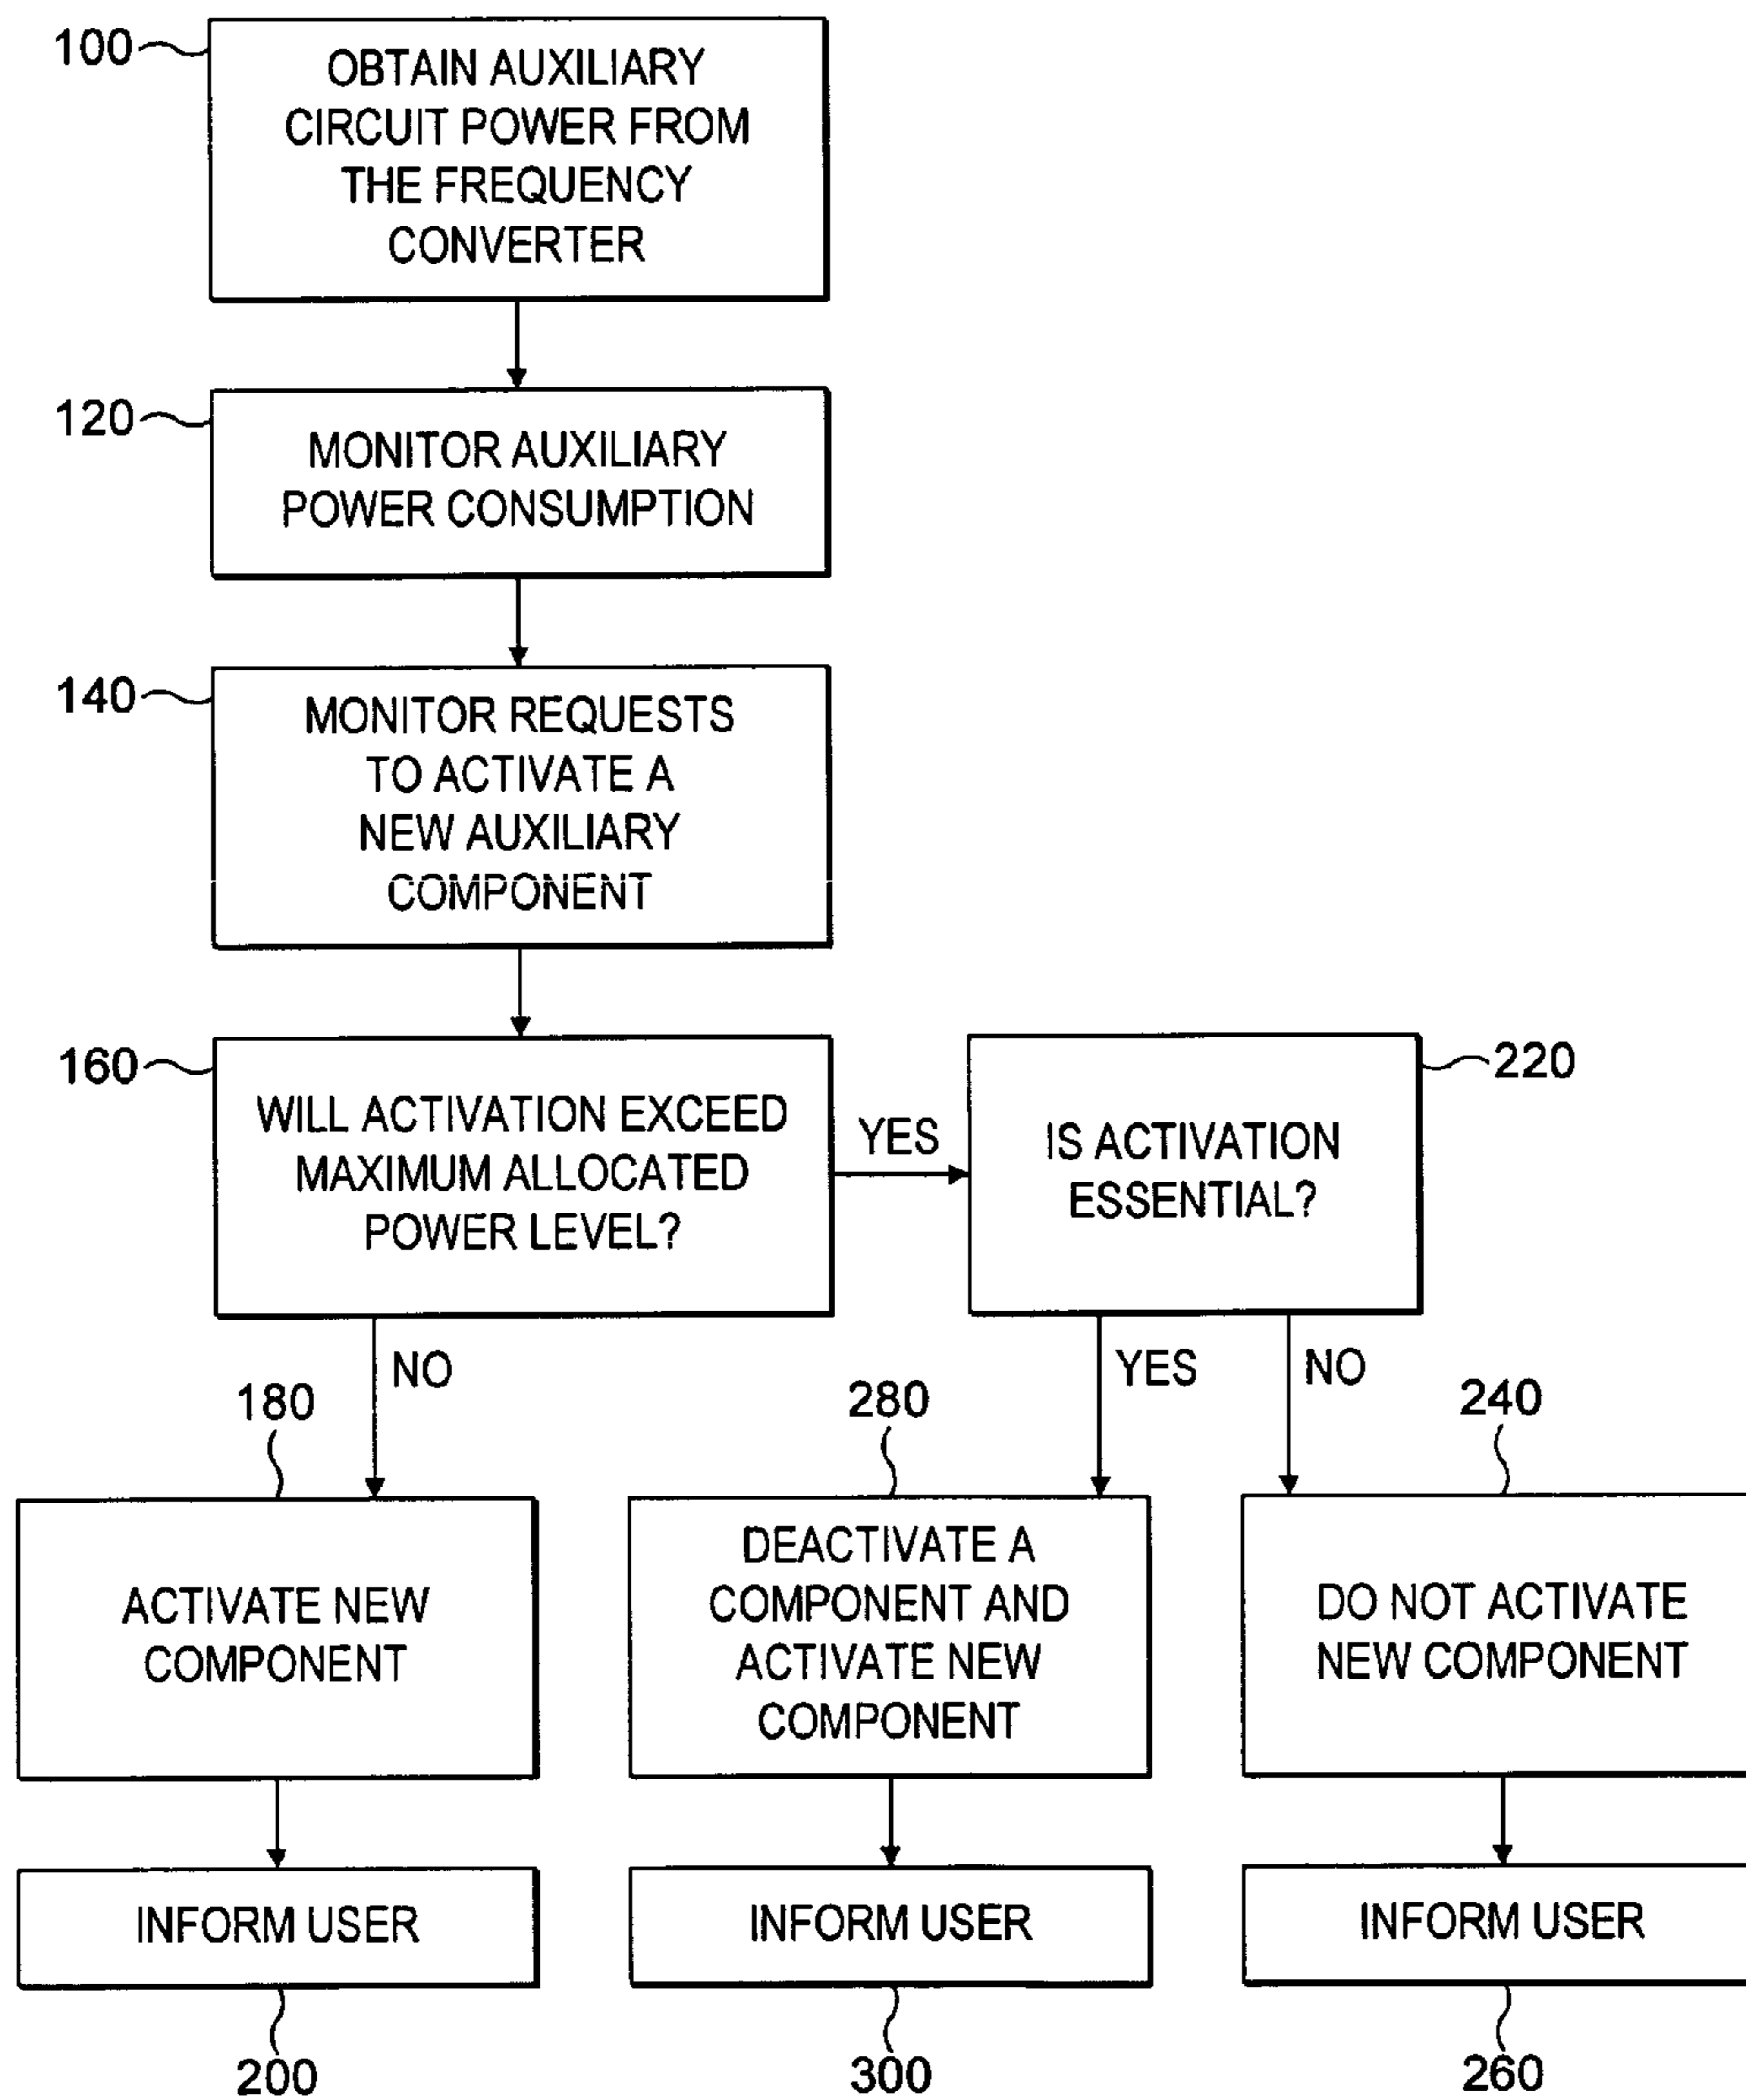 100
OBTAIN AUXILIARY
CIRCUIT POWER FROM
THE FREQUENCY
CONVERTER
120
MONITOR AUXILIARY
POWER CONSUMPTION
140
MONITOR REQUESTS
TO ACTIVATE A
NEW AUXILIARY
COMPONENT
160
WILL ACTIVATION EXCEED
MAXIMUM ALLOCATED
POWER LEVEL?
YES
220
IS ACTIVATION
ESSENTIAL?
NO
YES
NO
180
ACTIVATE NEW
COMPONENT
280
DEACTIVATE A
COMPONENT AND
ACTIVATE NEW
COMPONENT
240
DO NOT ACTIVATE
NEW COMPONENT
INFORM USER
200
INFORM USER
300
INFORM USER
260